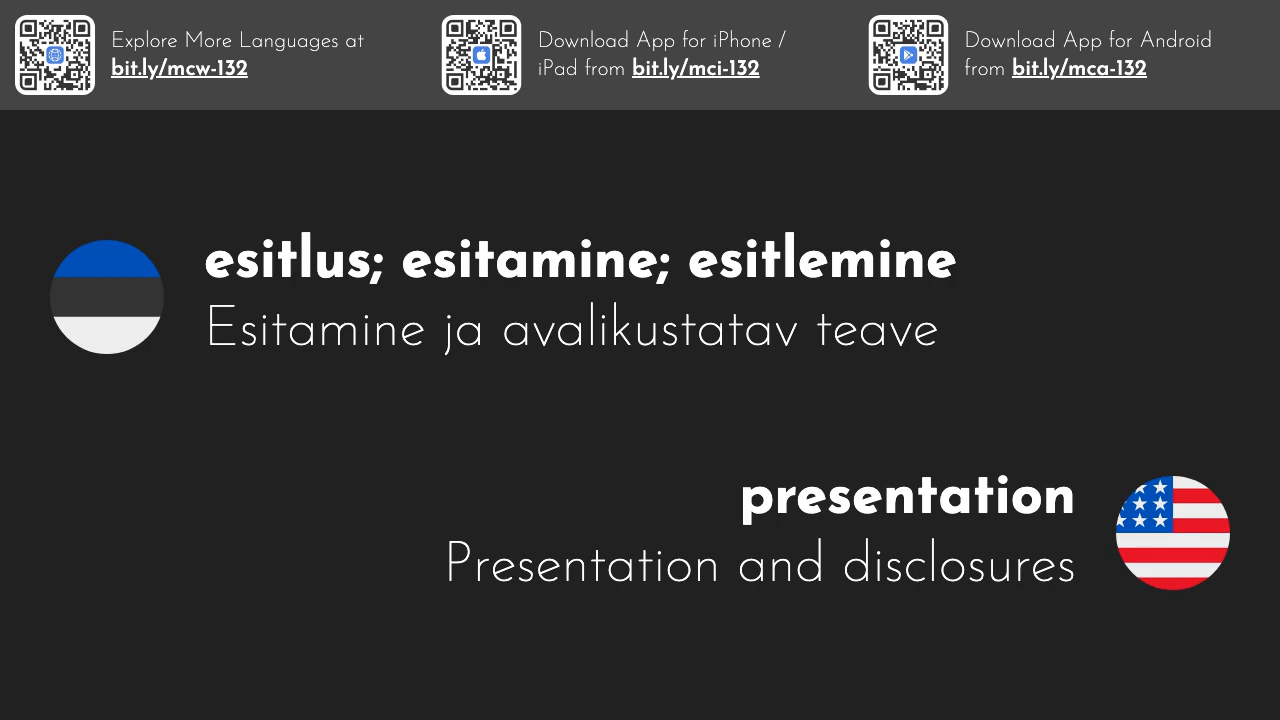 Explore More Languages at
bit.ly/mcw-132
Download App for iPhone /
iPad from bit.ly/mci-132
Download App for Android
from bit.ly/mca-132
esitlus; esitamine; esitlemine
Esitamine ja avalikustatav teave
presentation
Presentation and disclosures